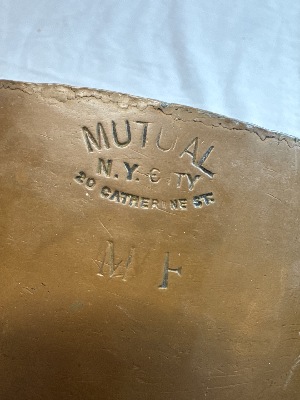 MUTUAL
N.Y. CITY
20 CATHERINE ST.
M F